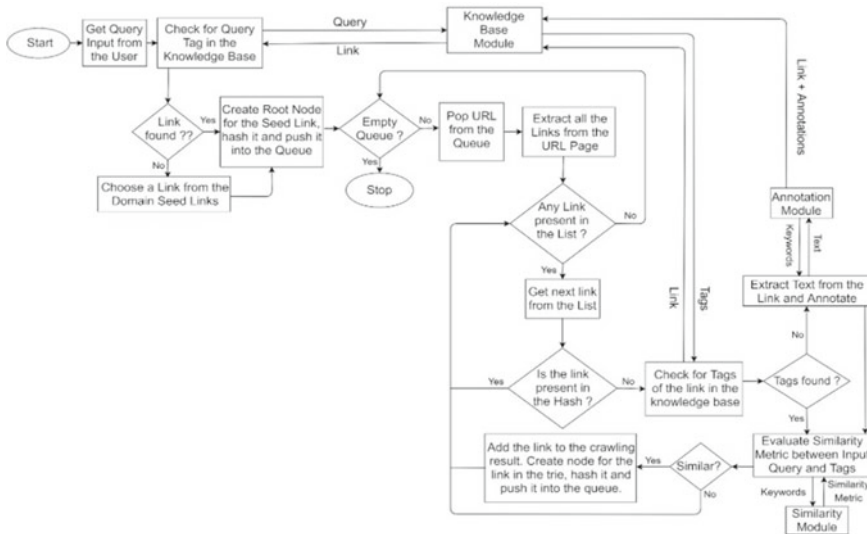 Start
Get Query
Input from
the User
Check for Query
Tag in the
Knowledge Base
Query
Link
Knowledge
Base
Module
Link
found ??
Yes
No
Choose a Link from the
Domain Seed Links
Create Root Node
for the Seed Link,
hash it and push it
into the Queue
Empty
Queue ?
No
Yes
Stop
Pop URL
from the
Queue
Extract all the
Links from the
URL Page
Any Link
present in
the List ?
No
Yes
Get next link
from the List
Is the link
present in
the Hash ?
Yes
No
Link
Tags
Check for Tags
of the link in the
knowledge base
Tags found ?
No
Yes
Extract Text from the
Link and Annotate
Keywords
Text
Annotation
Module
Link + Annotations
Evaluate Similarity
Metric between Input
Query and Tags
Keywords
Similarity
Metric
Similarity
Module
Similar?
Yes
No
Add the link to the crawling
result. Create node for the
link in the trie, hash it and
push it into the queue.